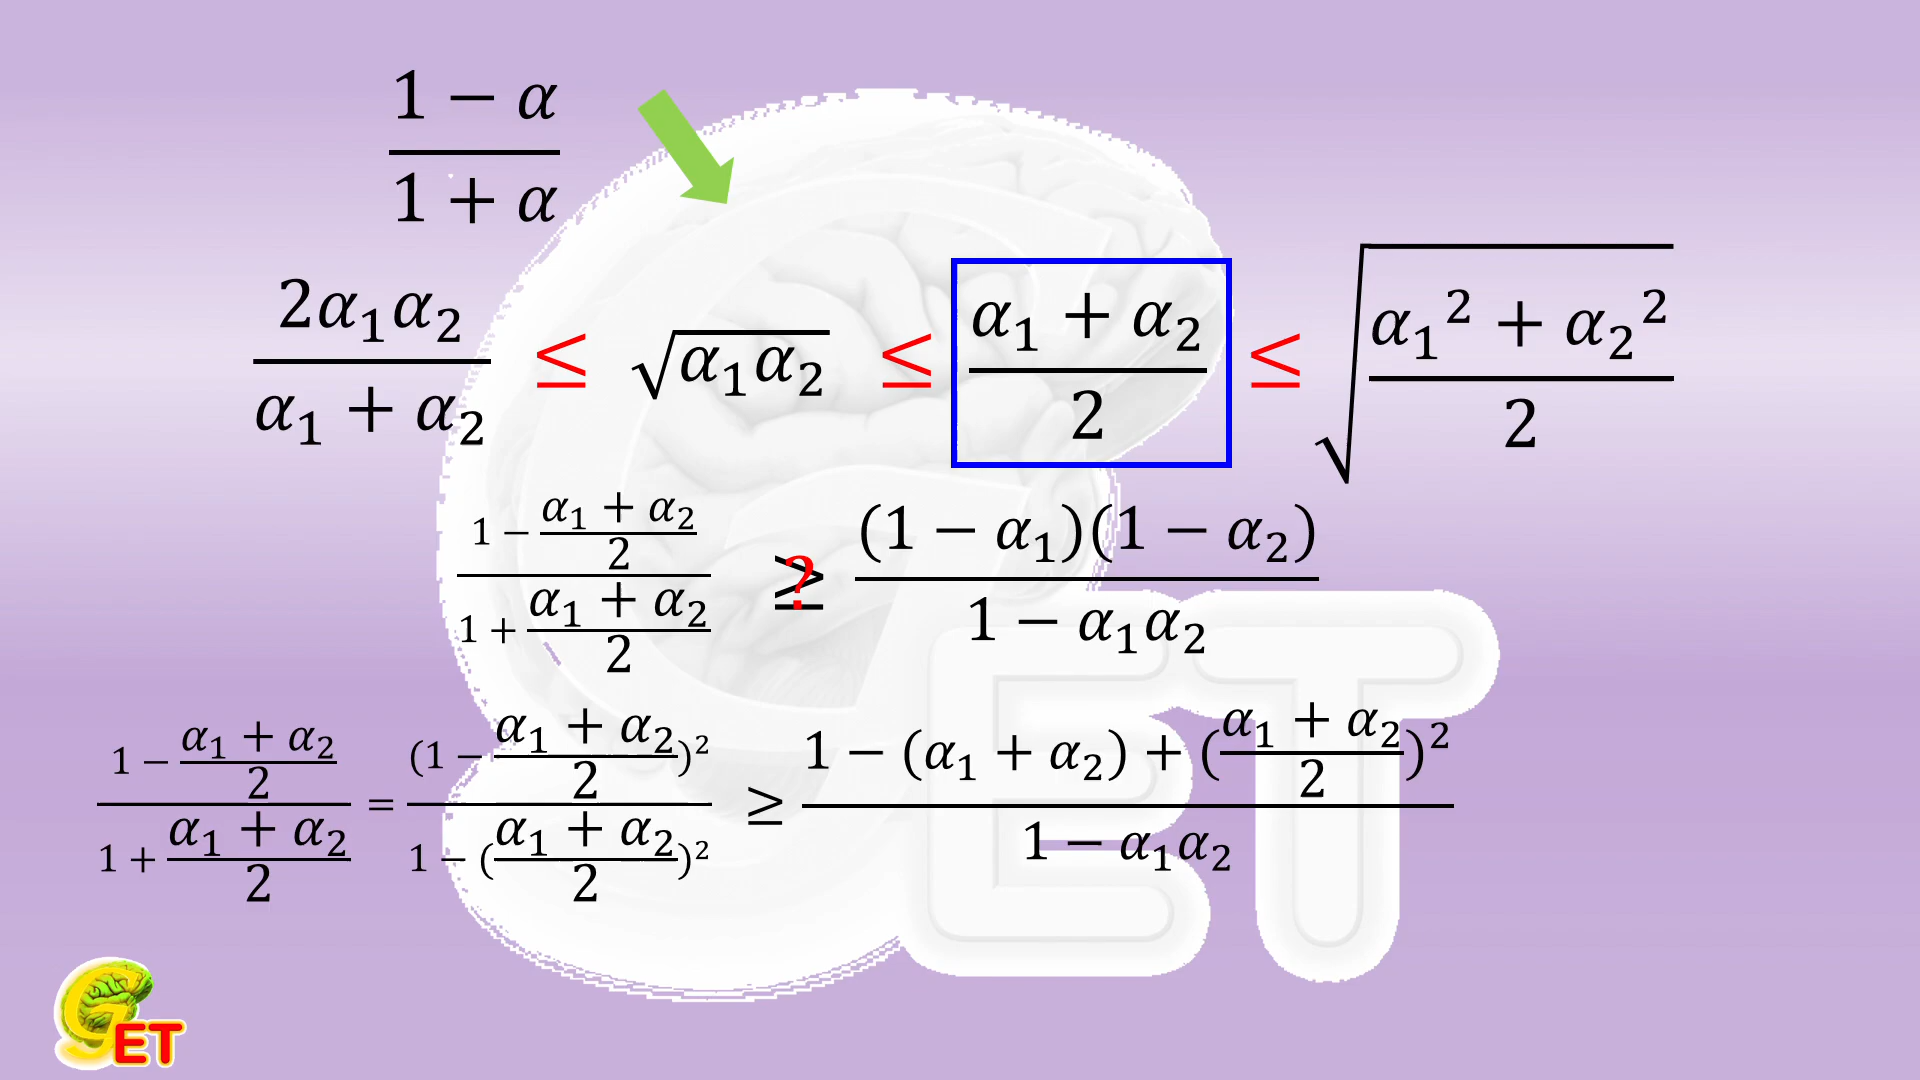 (1 − α)/(1 + α)
(2α₁α₂)/(α₁ + α₂) ≤ √(α₁α₂) ≤ (α₁ + α₂)/2 ≤ √((α₁² + α₂²)/2)
(1 − (α₁ + α₂)/2)/(1 + (α₁ + α₂)/2) ≥ ? ((1 − α₁)(1 − α₂))/(1 − α₁α₂)
(1 − (α₁ + α₂)/2)/(1 + (α₁ + α₂)/2) = (1 − (α₁ + α₂)/2)²/(1 − ((α₁ + α₂)/2)²) ≥ (1 − (α₁ + α₂) + ((α₁ + α₂)/2)²)/(1 − α₁α₂)
GET
GET